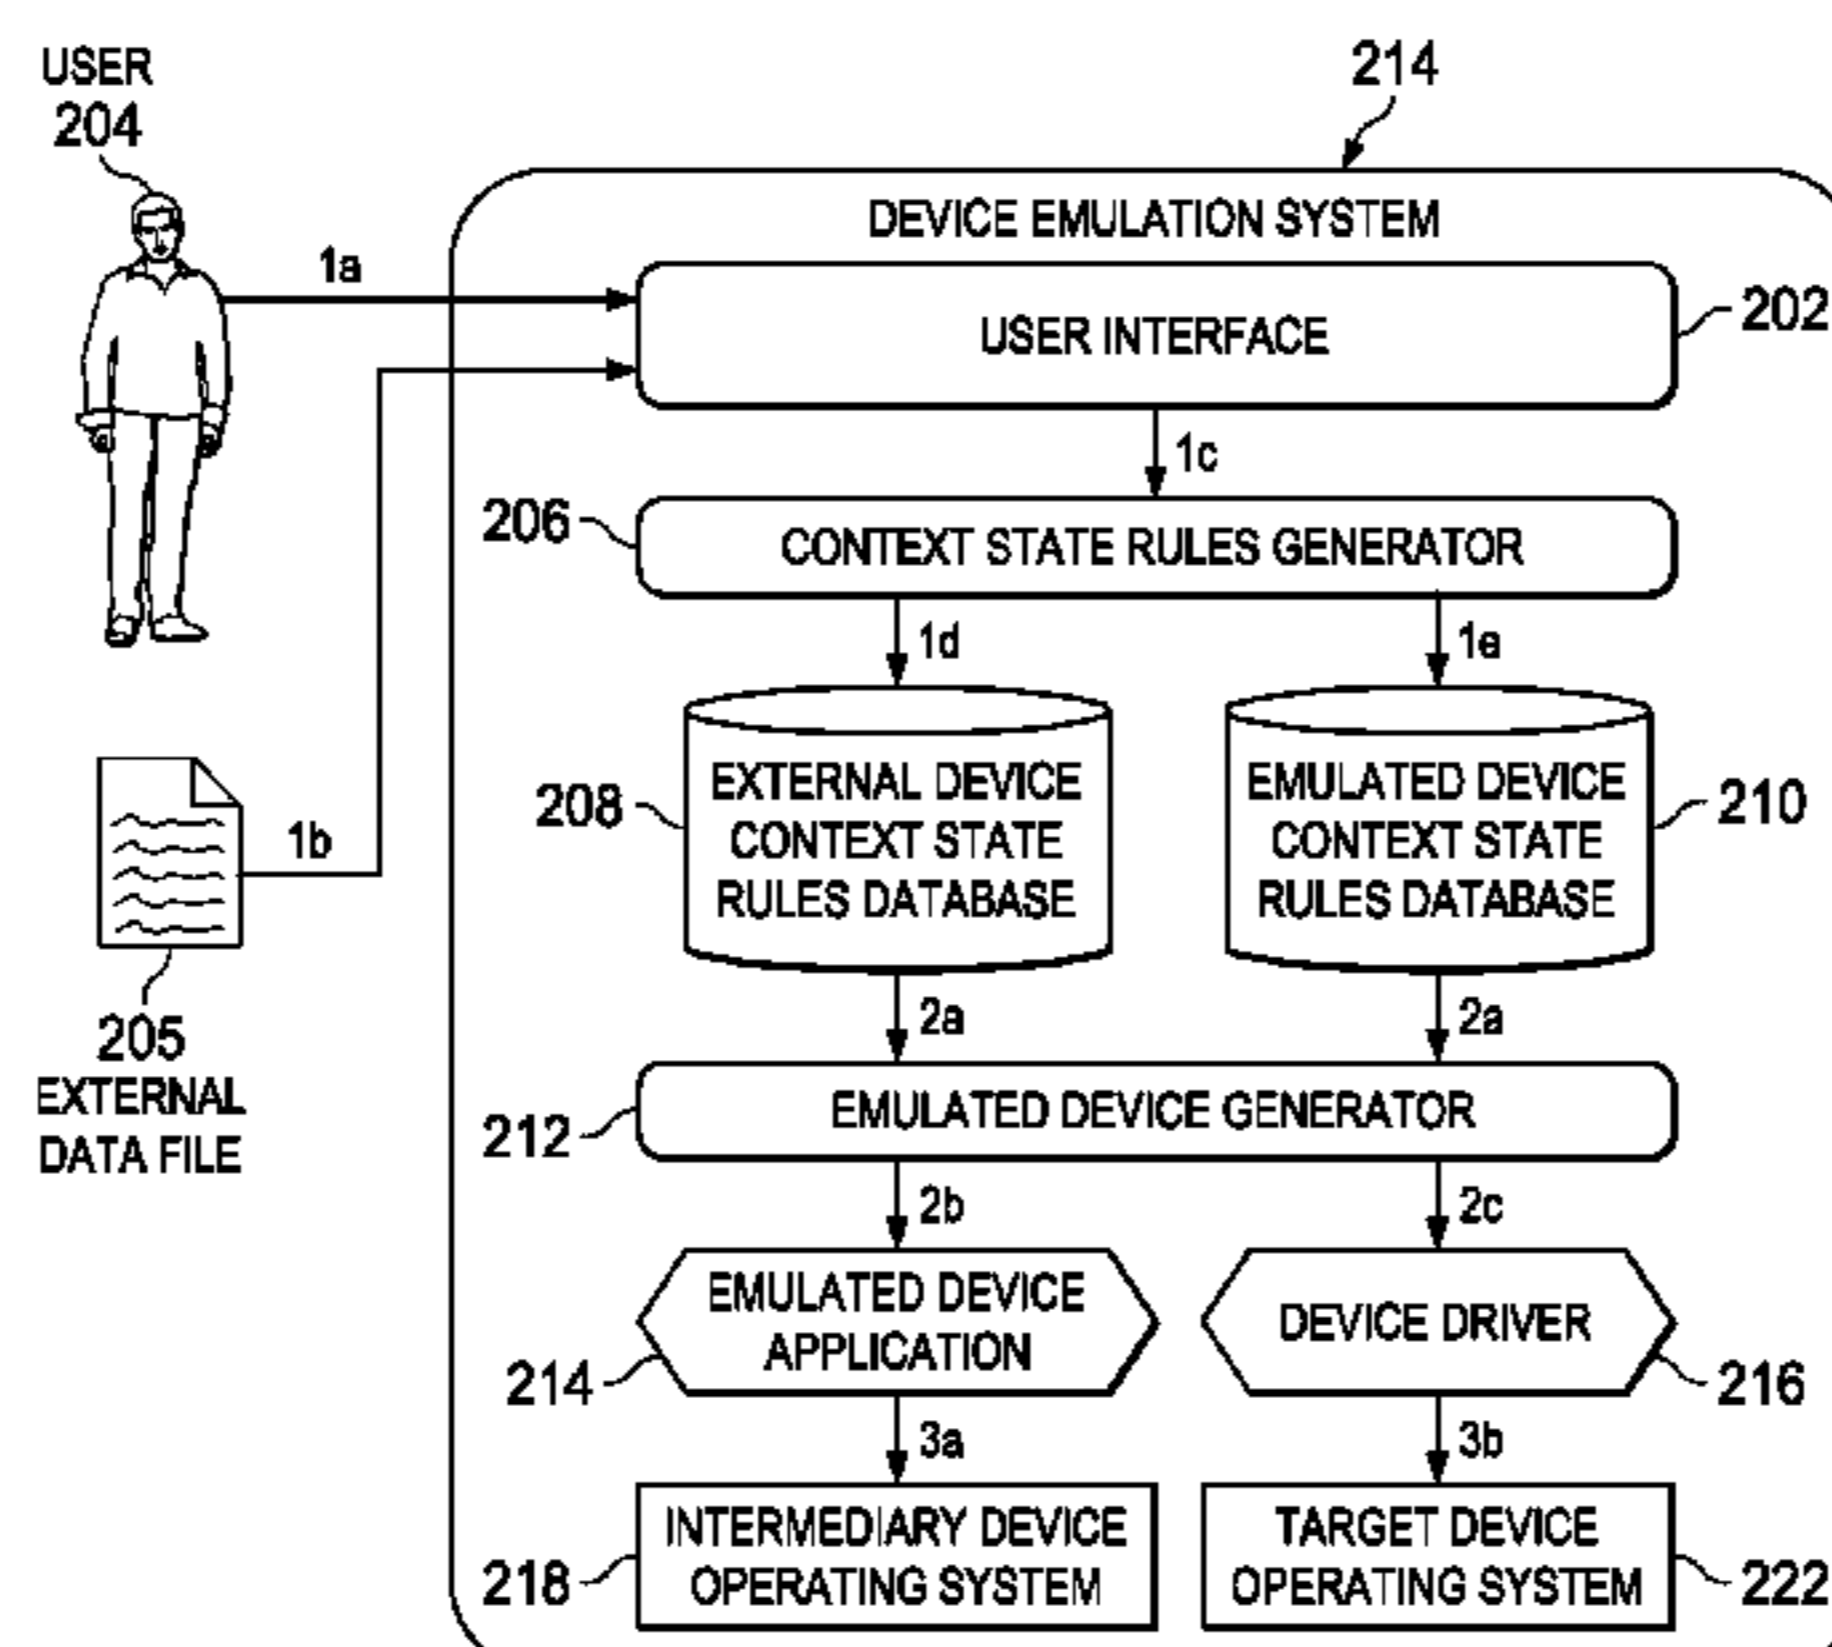 USER
204
214
DEVICE EMULATION SYSTEM
1a
USER INTERFACE
202
1b
1c
206
CONTEXT STATE RULES GENERATOR
1d
1e
208
EXTERNAL DEVICE
CONTEXT STATE
RULES DATABASE
EMULATED DEVICE
CONTEXT STATE
RULES DATABASE
210
205
EXTERNAL
DATA FILE
2a
2a
212
EMULATED DEVICE GENERATOR
2b
2c
EMULATED DEVICE
APPLICATION
214
DEVICE DRIVER
216
3a
3b
INTERMEDIARY DEVICE
OPERATING SYSTEM
218
TARGET DEVICE
OPERATING SYSTEM
222